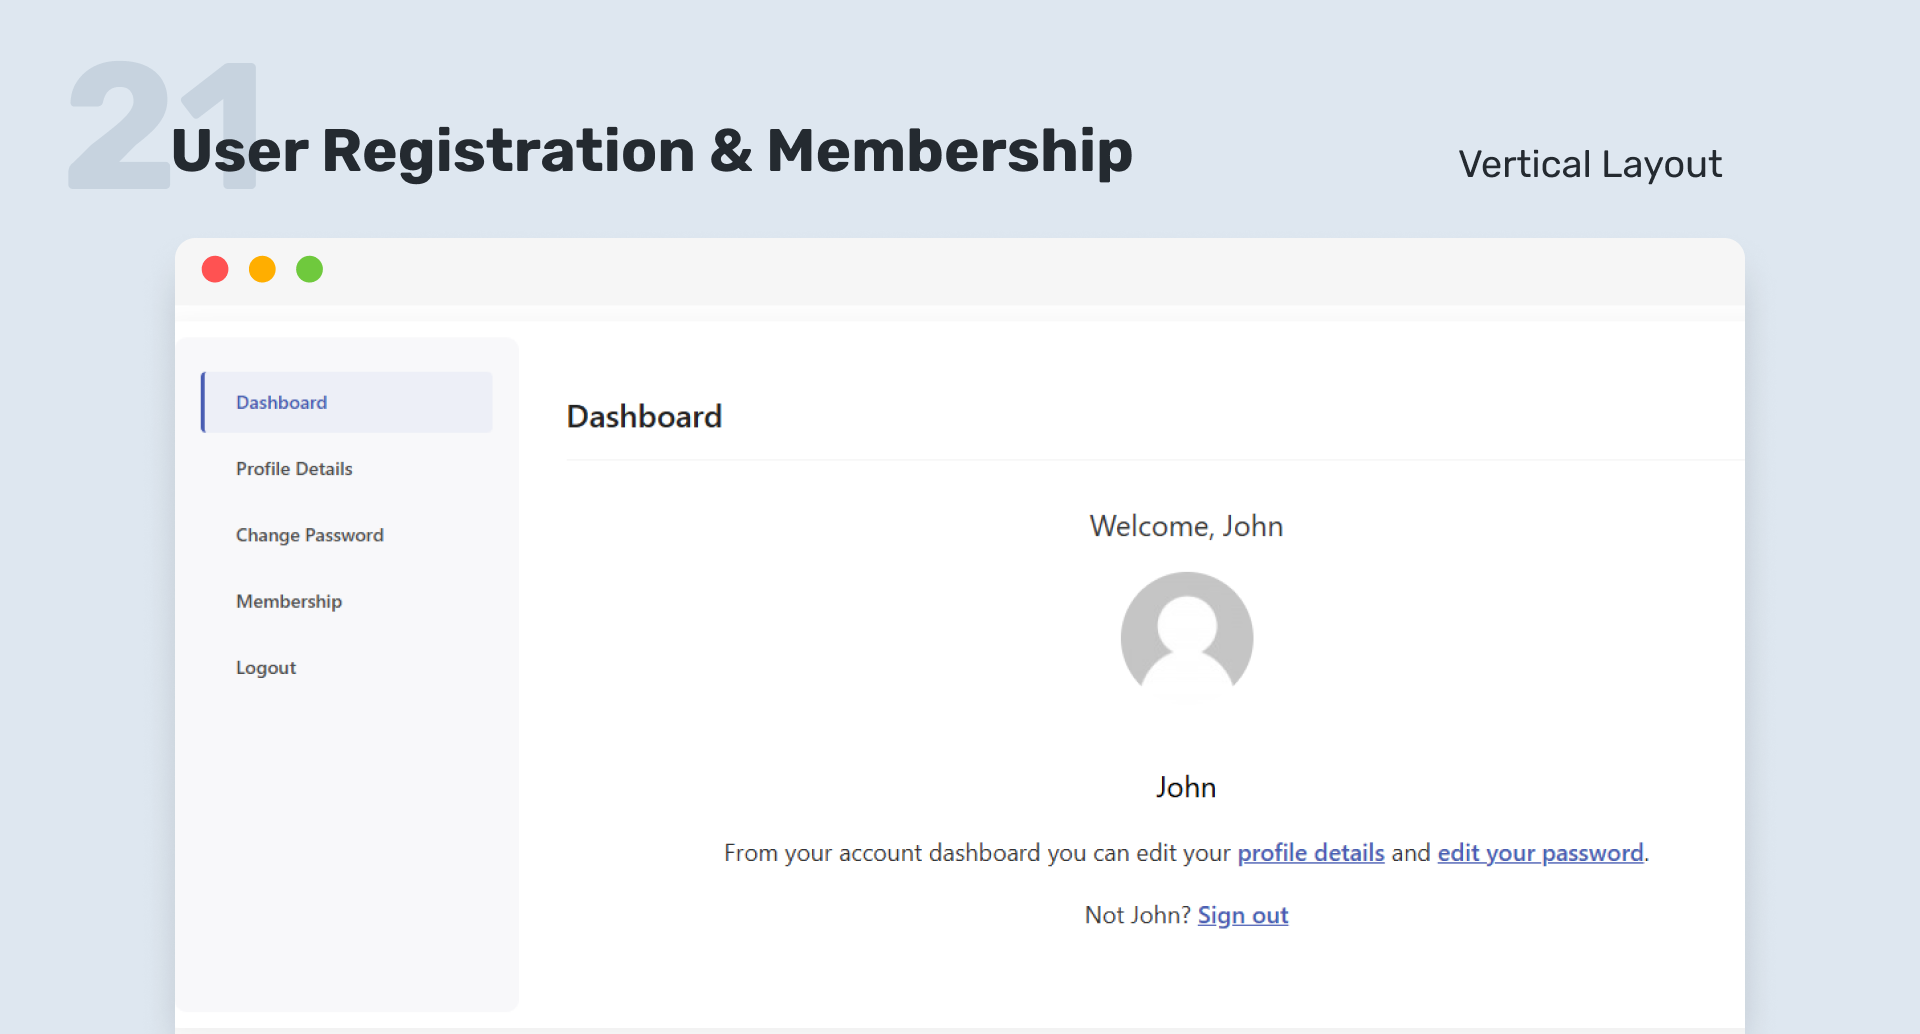 21
User Registration & Membership
Vertical Layout
Dashboard
Profile Details
Change Password
Membership
Logout
Dashboard
Welcome, John
John
From your account dashboard you can edit your profile details and edit your password.
Not John? Sign out